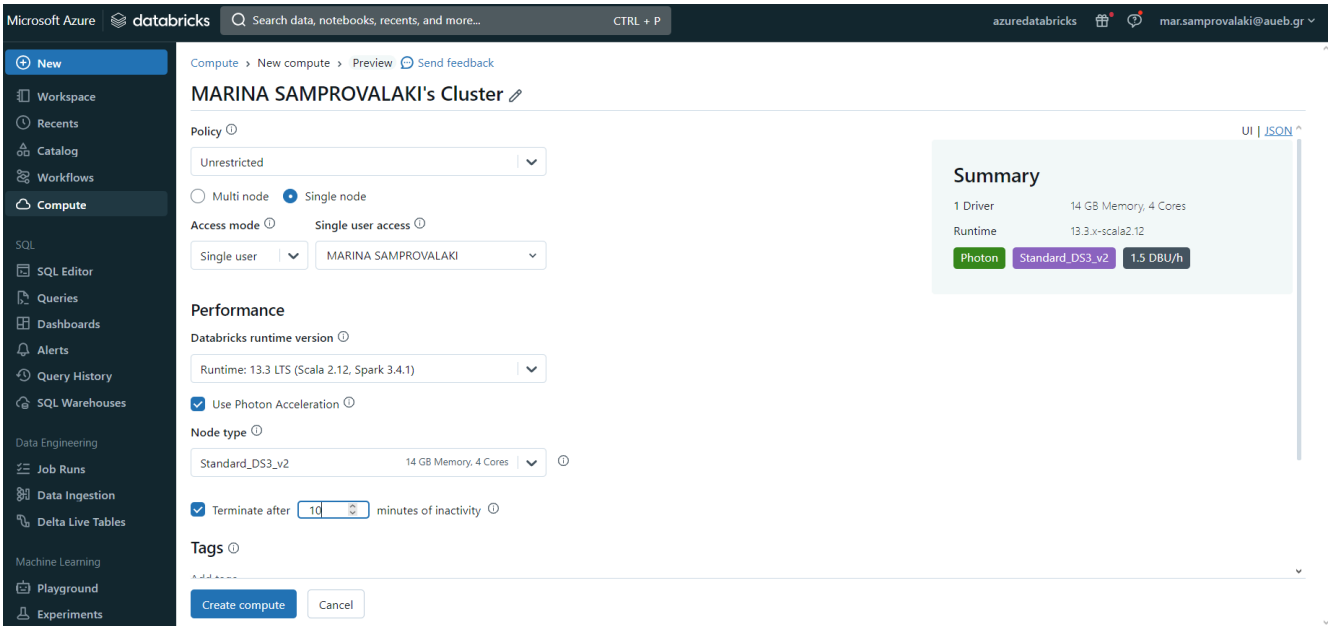 Microsoft Azure databricks Search data, notebooks, recents, and more... CTRL + P azuredatabricks mar.samprovalaki@aueb.gr
New
Workspace
Recents
Catalog
Workflows
Compute
SQL
SQL Editor
Queries
Dashboards
Alerts
Query History
SQL Warehouses
Data Engineering
Job Runs
Data Ingestion
Delta Live Tables
Machine Learning
Playground
Experiments
Compute > New compute > Preview Send feedback
MARINA SAMPROVALAKI's Cluster
UI | JSON
Policy
Unrestricted
Multi node Single node
Access mode Single user access
Single user MARINA SAMPROVALAKI
Performance
Databricks runtime version
Runtime: 13.3 LTS (Scala 2.12, Spark 3.4.1)
Use Photon Acceleration
Node type
Standard_DS3_v2 14 GB Memory, 4 Cores
Terminate after 10 minutes of inactivity
Tags
Add tags
Create compute Cancel
Summary
1 Driver 14 GB Memory, 4 Cores
Runtime 13.3.x-scala2.12
Photon Standard_DS3_v2 1.5 DBU/h